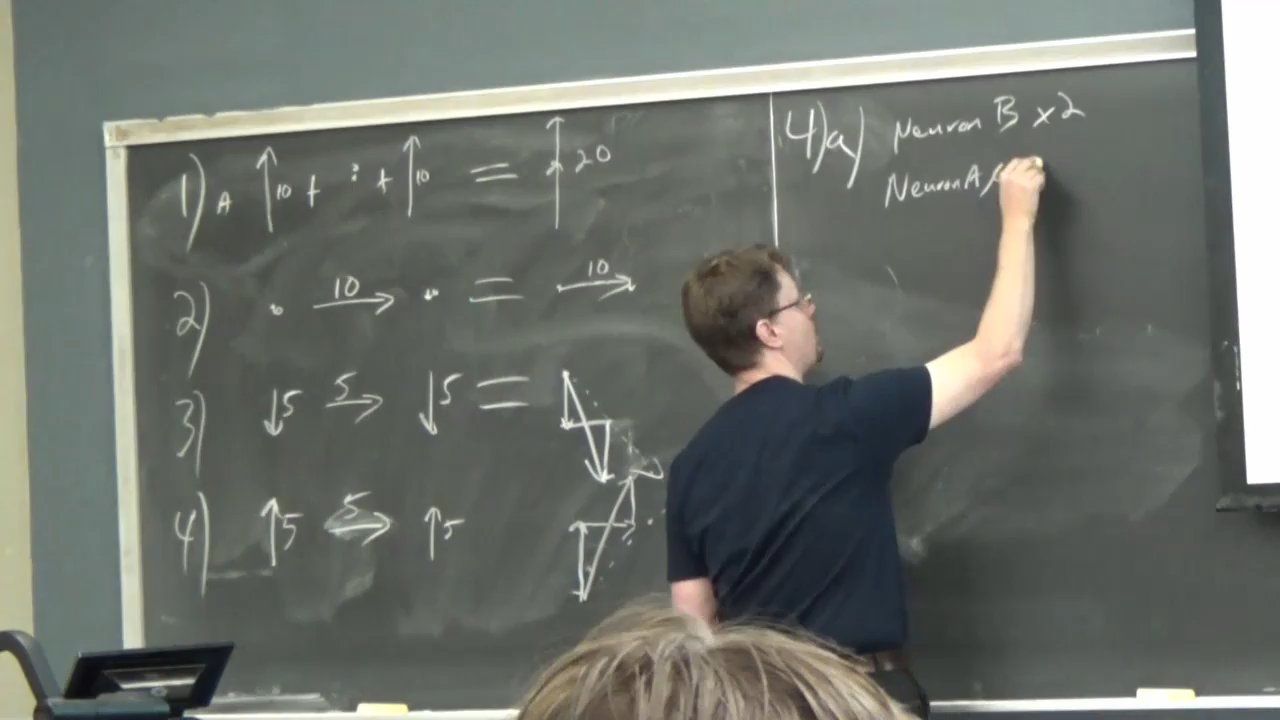 1) A ↑ 10 + : + ↑ 10 = ↑ 20
2) · 10 → · = 10 →
3) ↓ 5 5 → ↓ 5 =
4) ↑ 5 5 → ↑ 5
4)a) Neuron B x2
Neuron A